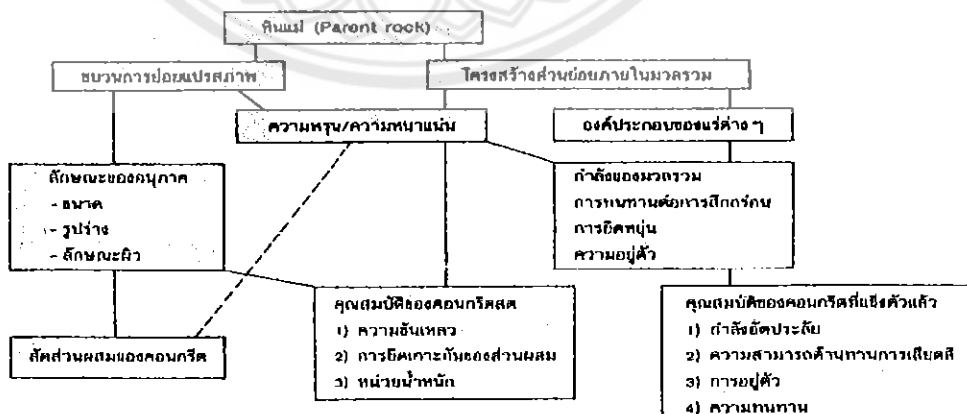 หินแม่ (Parent rock)
ขบวนการย่อยแปรสภาพ
โครงสร้างส่วนย่อยภายในมวลรวม
ความพรุน/ความหนาแน่น
องค์ประกอบของแร่ต่าง ๆ
ลักษณะของอนุภาค
- ขนาด
- รูปร่าง
- ลักษณะผิว
กำลังของมวลรวม
การทนทานต่อการสึกกร่อน
การยืดหยุ่น
ความอยู่ตัว
สัดส่วนผสมของคอนกรีต
คุณสมบัติของคอนกรีตสด
1) ความข้นเหลว
2) การยึดเกาะกันของส่วนผสม
3) หน่วยน้ำหนัก
คุณสมบัติของคอนกรีตที่แข็งตัวแล้ว
1) กำลังอัดประลัย
2) ความสามารถต้านทานการเสียดสี
3) การอยู่ตัว
4) ความทนทาน